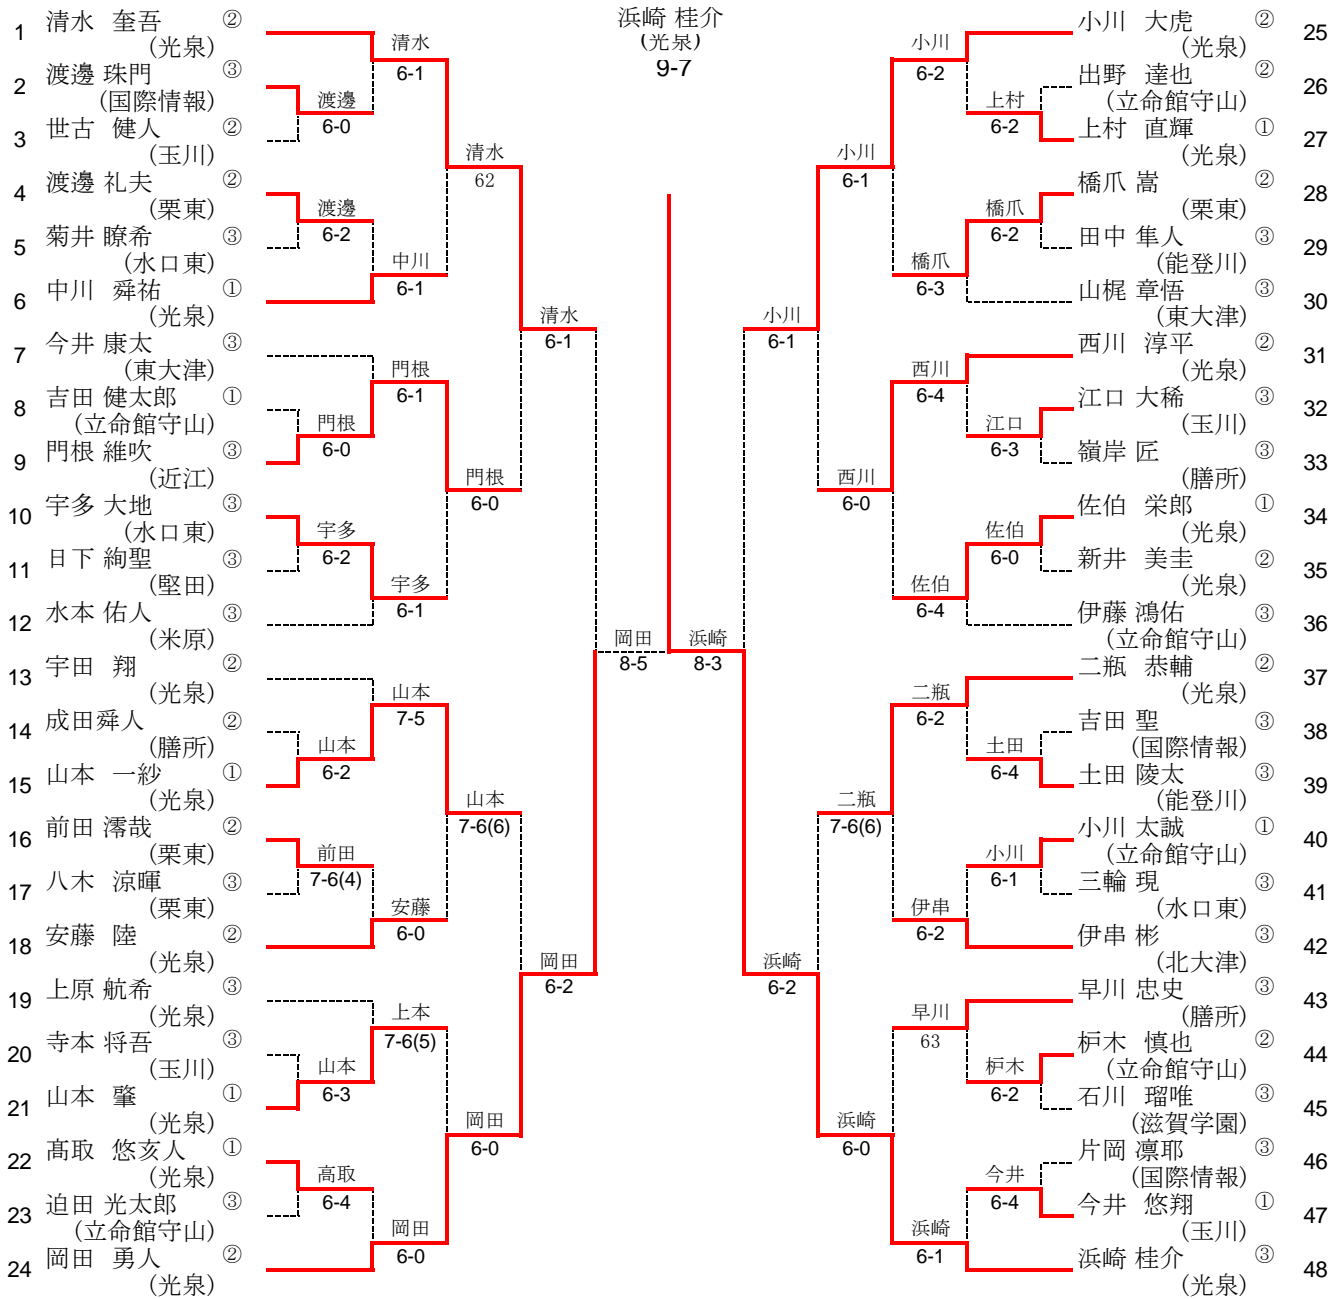 浜崎 桂介
(光泉)
9-7
1 清水 奎吾 ②
(光泉)
2 渡邊 珠門 ③
(国際情報)
3 世古 健人 ②
(玉川)
4 渡邊 礼夫 ②
(栗東)
5 菊井 瞭希 ③
(水口東)
6 中川 舜祐 ①
(光泉)
7 今井 康太 ③
(東大津)
8 吉田 健太郎 ①
(立命館守山)
9 門根 維吹 ③
(近江)
10 宇多 大地 ③
(水口東)
11 日下 絢聖 ③
(堅田)
12 水本 佑人 ③
(米原)
13 宇田 翔 ②
(光泉)
14 成田舜人 ②
(膳所)
15 山本 一紗 ①
(光泉)
16 前田 澪哉 ②
(栗東)
17 八木 涼暉 ③
(栗東)
18 安藤 陸 ②
(光泉)
19 上原 航希 ③
(光泉)
20 寺本 将吾 ③
(玉川)
21 山本 肇 ①
(光泉)
22 髙取 悠亥人 ①
(光泉)
23 迫田 光太郎 ③
(立命館守山)
24 岡田 勇人 ②
(光泉)
渡邊
6-0
渡邊
6-2
門根
6-0
宇多
6-2
山本
6-2
前田
7-6(4)
山本
6-3
高取
6-4
清水
6-1
中川
6-1
門根
6-1
宇多
6-1
山本
7-5
安藤
6-0
上本
7-6(5)
岡田
6-0
清水
62
門根
6-0
山本
7-6(6)
岡田
6-0
清水
6-1
岡田
6-2
岡田
8-5
浜崎
8-3
小川
6-1
浜崎
6-2
小川
6-1
西川
6-0
二瓶
7-6(6)
浜崎
6-0
小川
6-2
橋爪
6-3
西川
6-4
佐伯
6-4
二瓶
6-2
伊串
6-2
早川
63
浜崎
6-1
上村
6-2
橋爪
6-2
江口
6-3
佐伯
6-0
土田
6-4
小川
6-1
枦木
6-2
今井
6-4
小川 大虎 ② 25
(光泉)
出野 達也 ② 26
(立命館守山)
上村 直輝 ① 27
(光泉)
橋爪 嵩 ② 28
(栗東)
田中 隼人 ③ 29
(能登川)
山梶 章悟 ③ 30
(東大津)
西川 淳平 ② 31
(光泉)
江口 大稀 ③ 32
(玉川)
嶺岸 匠 ③ 33
(膳所)
佐伯 栄郎 ① 34
(光泉)
新井 美圭 ② 35
(光泉)
伊藤 鴻佑 ③ 36
(立命館守山)
二瓶 恭輔 ② 37
(光泉)
吉田 聖 ③ 38
(国際情報)
土田 陵太 ③ 39
(能登川)
小川 太誠 ① 40
(立命館守山)
三輪 現 ③ 41
(水口東)
伊串 彬 ③ 42
(北大津)
早川 忠史 ③ 43
(膳所)
枦木 慎也 ② 44
(立命館守山)
石川 瑠唯 ③ 45
(滋賀学園)
片岡 凛耶 ③ 46
(国際情報)
今井 悠翔 ① 47
(玉川)
浜崎 桂介 ③ 48
(光泉)